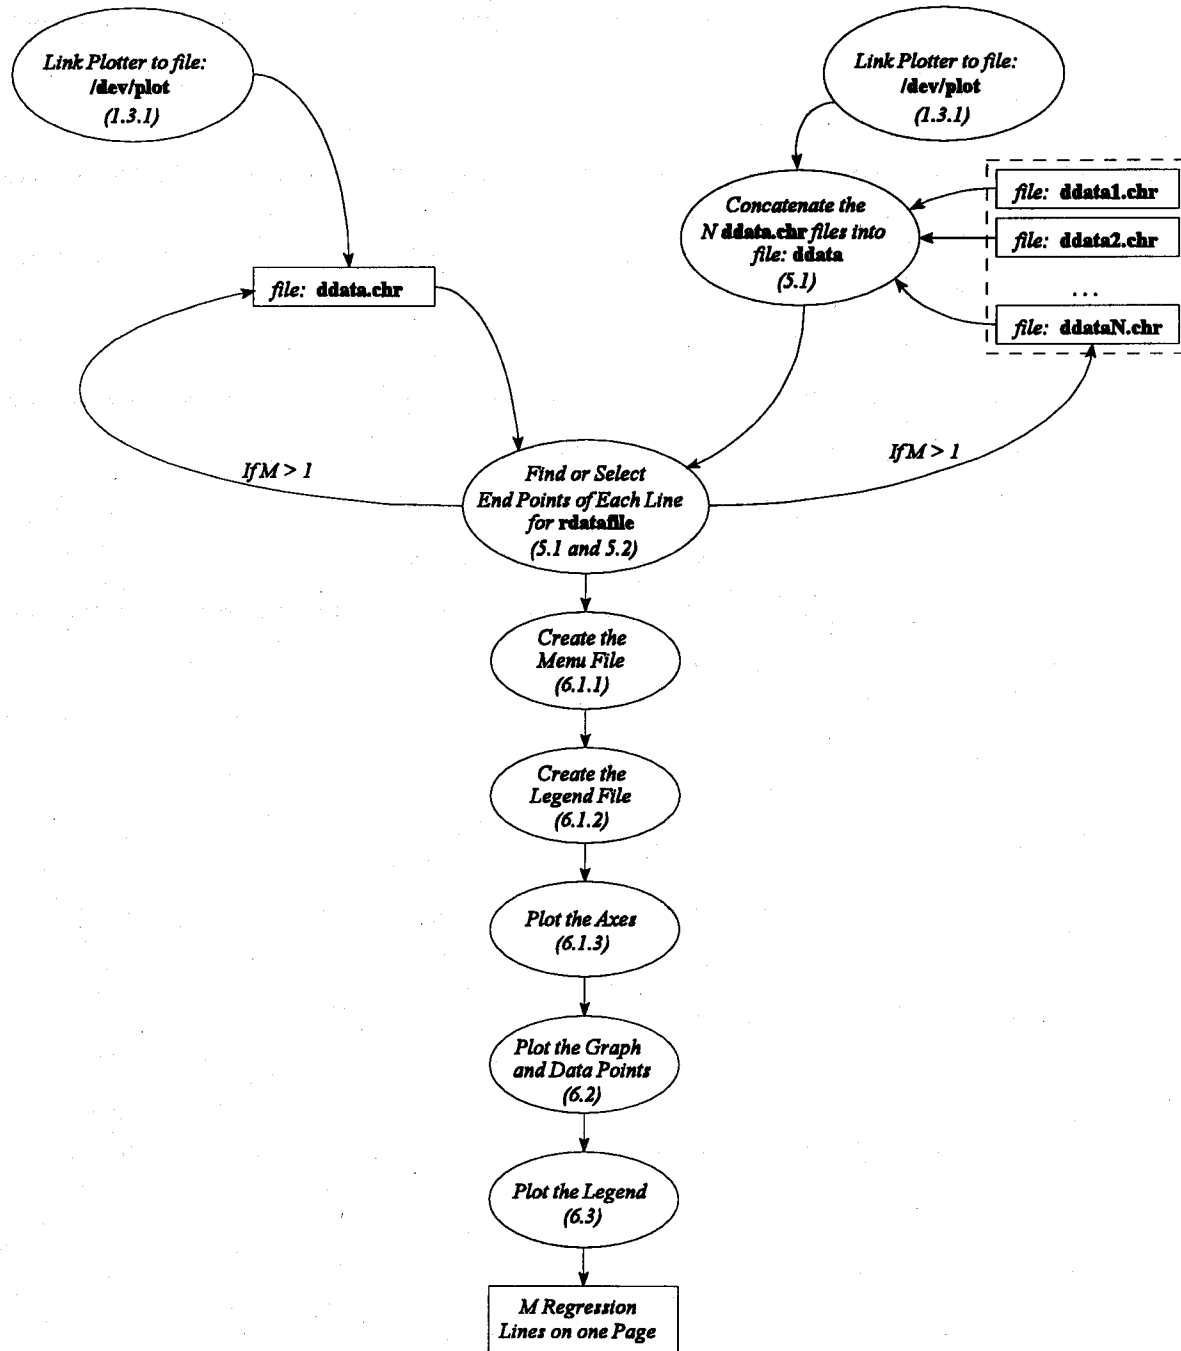 Link Plotter to file:
/dev/plot
(1.3.1)
Link Plotter to file:
/dev/plot
(1.3.1)
Concatenate the
N ddata.chr files into
file: ddata
(5.1)
file: ddata1.chr
file: ddata2.chr
...
file: ddataN.chr
file: ddata.chr
If M > 1
If M > 1
Find or Select
End Points of Each Line
for rdatafile
(5.1 and 5.2)
Create the
Menu File
(6.1.1)
Create the
Legend File
(6.1.2)
Plot the Axes
(6.1.3)
Plot the Graph
and Data Points
(6.2)
Plot the Legend
(6.3)
M Regression
Lines on one Page